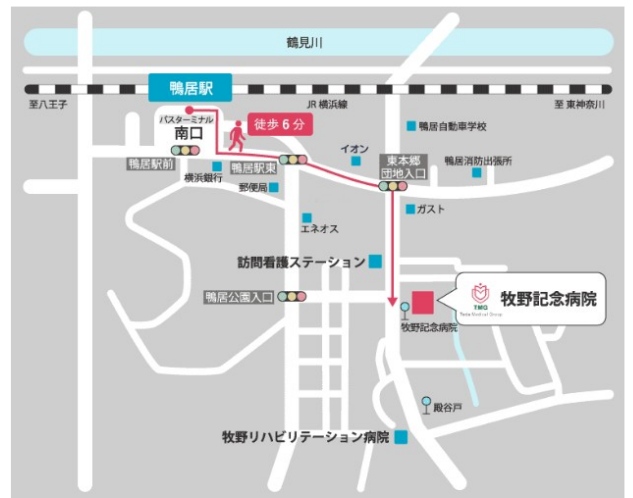 鶴見川
鴨居駅
至八王子
JR 横浜線
至 東神奈川
バスターミナル
南口
徒歩 6 分
鴨居自動車学校
鴨居駅前
横浜銀行
鴨居駅東
イオン
東本郷
団地入口
鴨居消防出張所
郵便局
ガスト
エネオス
訪問看護ステーション
鴨居公園入口
TMG
Toda Medical Group
牧野記念病院
牧野記念病院
殿谷戸
牧野リハビリテーション病院